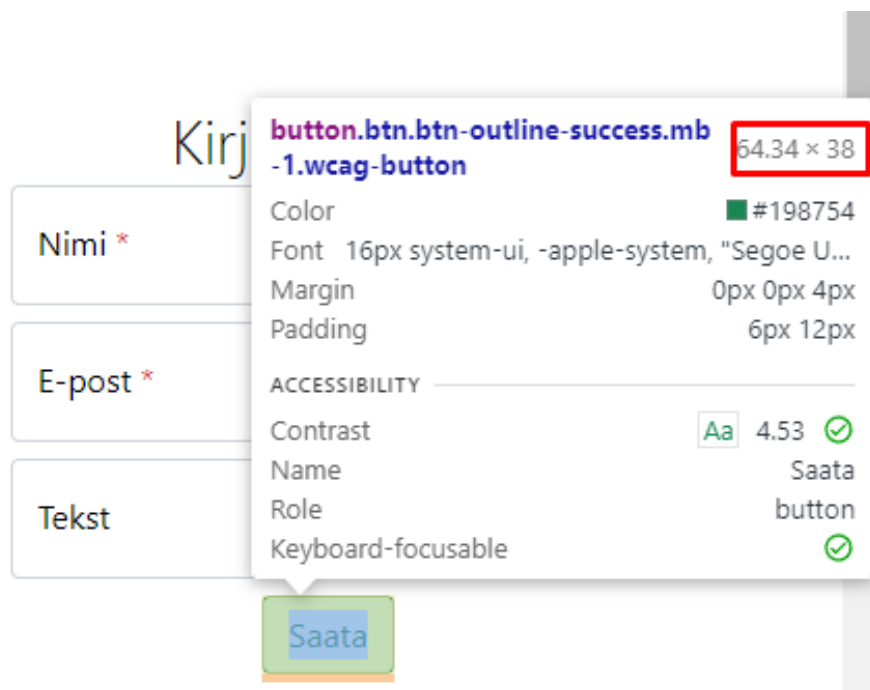 Kirj
button.btn.btn-outline-success.mb
-1.wcag-button
64.34 × 38
Color #198754
Nimi *
Font 16px system-ui, -apple-system, "Segoe U...
Margin 0px 0px 4px
Padding 6px 12px
E-post *
ACCESSIBILITY
Contrast Aa 4.53
Name Saata
Tekst
Role button
Keyboard-focusable
Saata